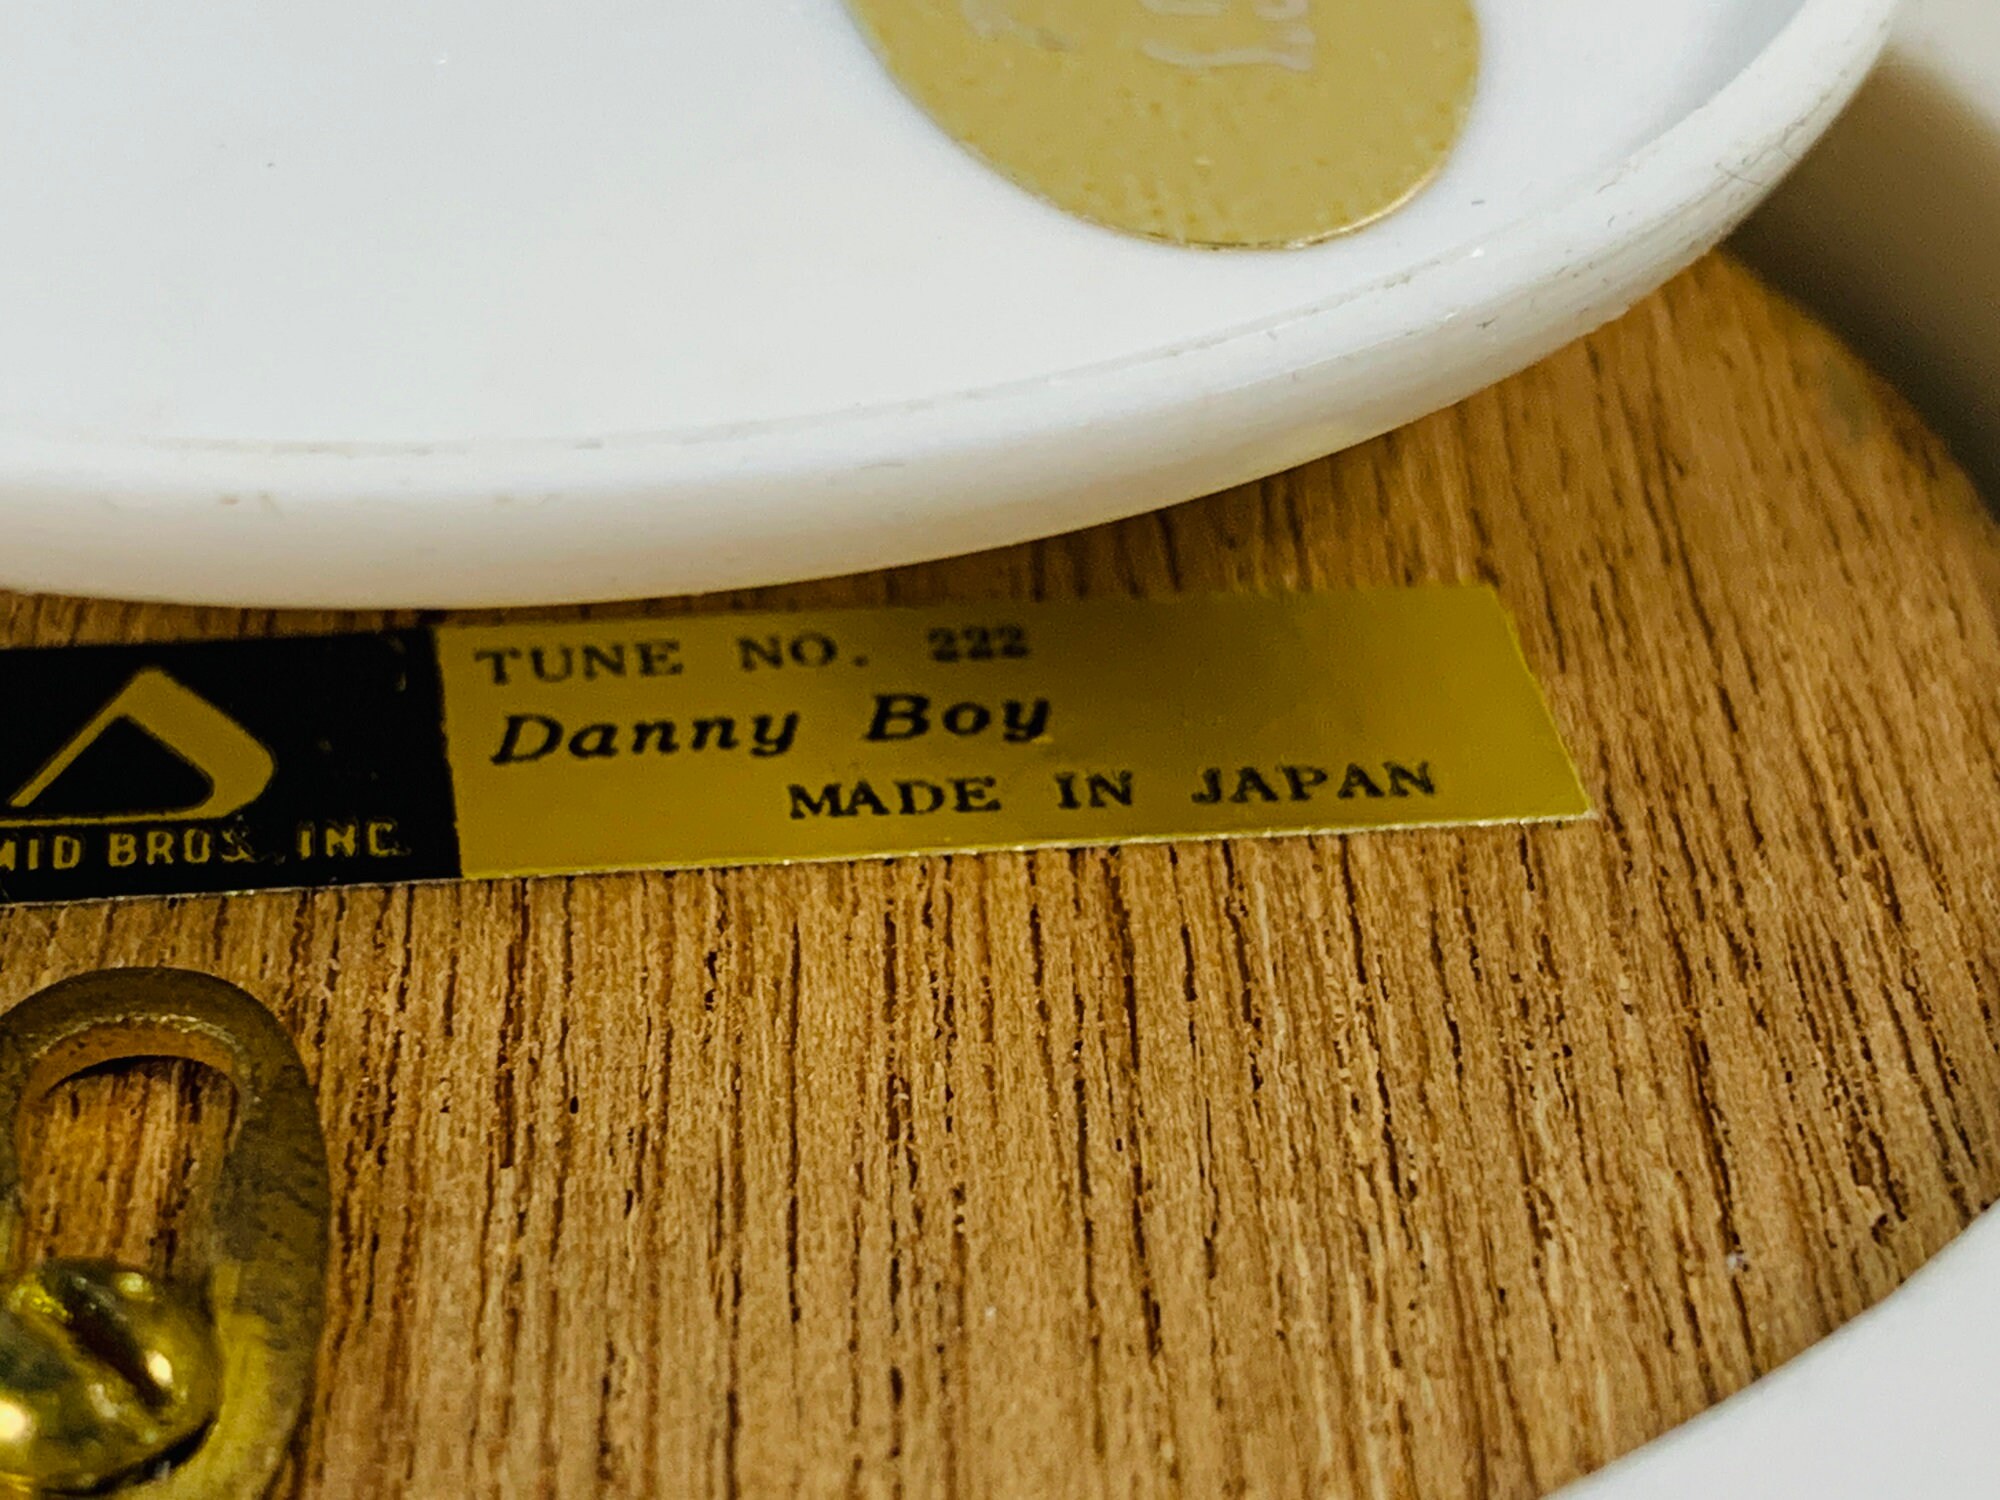 TUNE NO. 222
Danny Boy
MADE IN JAPAN
MID BROS. INC.